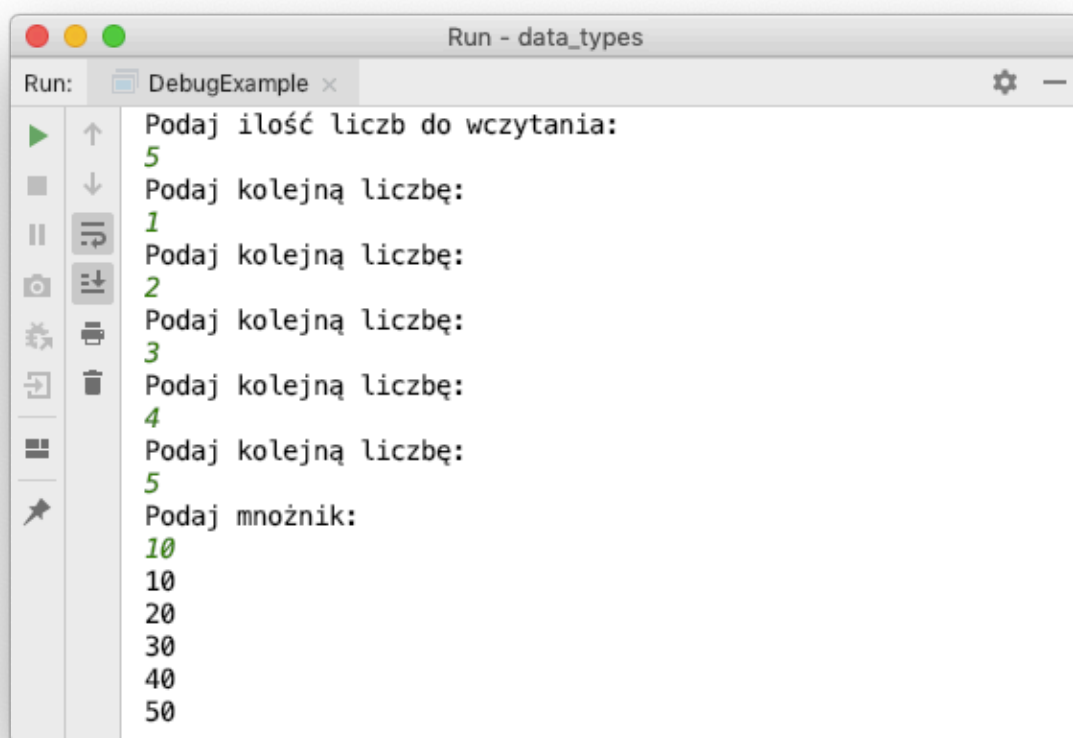 Run - data_types
Run: DebugExample
Podaj ilość liczb do wczytania:
5
Podaj kolejną liczbę:
1
Podaj kolejną liczbę:
2
Podaj kolejną liczbę:
3
Podaj kolejną liczbę:
4
Podaj kolejną liczbę:
5
Podaj mnożnik:
10
10
20
30
40
50